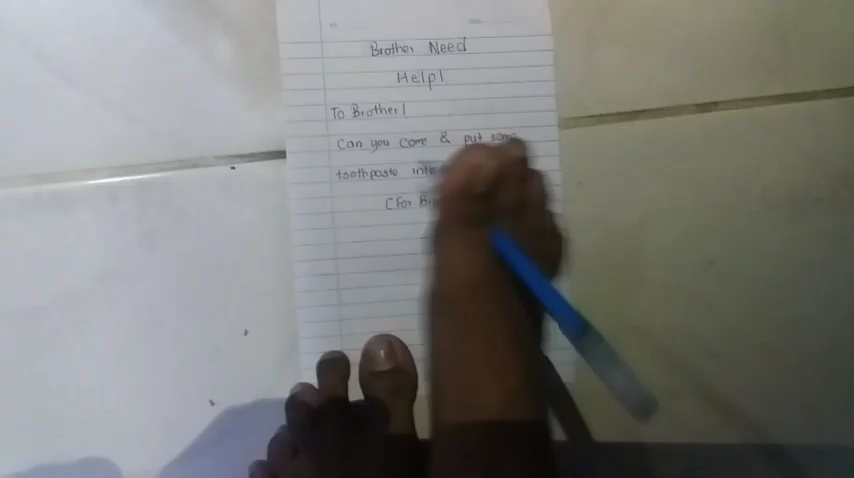 Brother Need
Help!
To Brother!
Can you come & put some
toothpaste into
(For